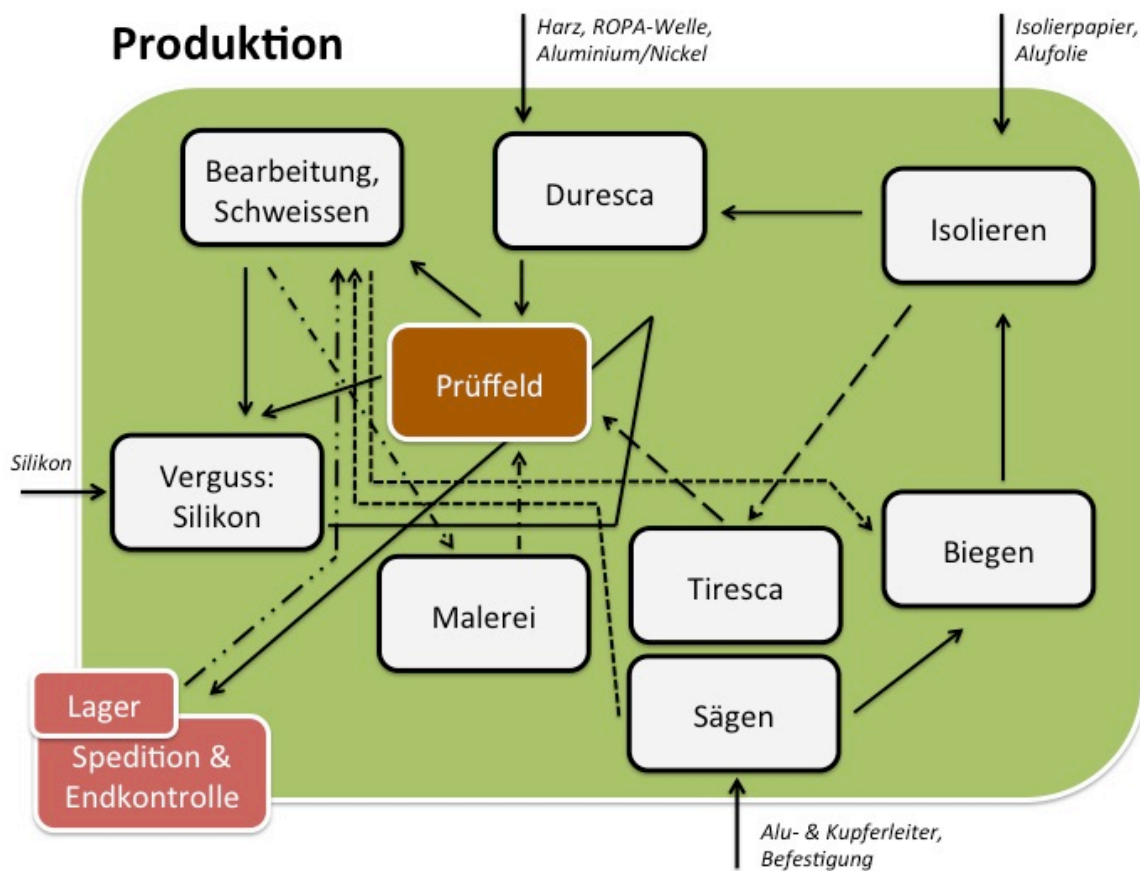 Produktion
Harz, ROPA-Welle,
Aluminium/Nickel
Isolierpapier,
Alufolie
Bearbeitung,
Schweissen
Duresca
Isolieren
Prüffeld
Silikon
Verguss:
Silikon
Malerei
Tiresca
Biegen
Lager
Spedition &
Endkontrolle
Sägen
Alu- & Kupferleiter,
Befestigung